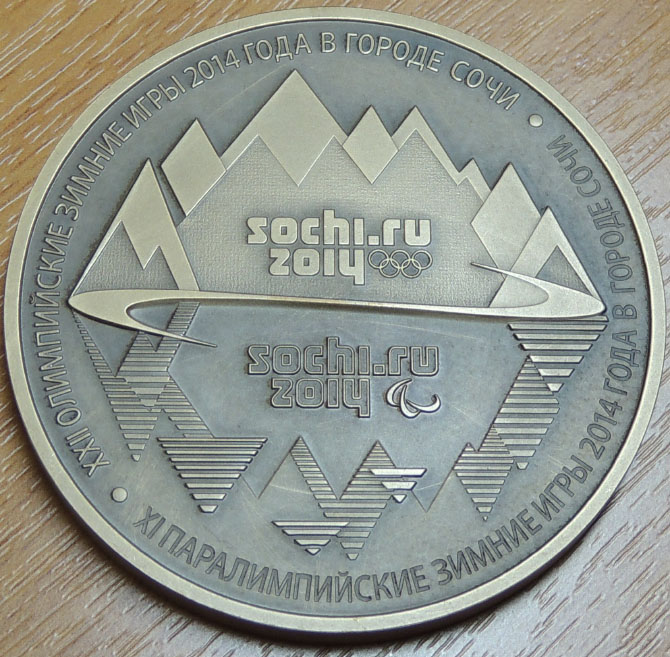 XXII ОЛИМПИЙСКИЕ ЗИМНИЕ ИГРЫ 2014 ГОДА В ГОРОДЕ СОЧИ
sochi.ru
2014
sochi.ru
2014
XI ПАРАЛИМПИЙСКИЕ ЗИМНИЕ ИГРЫ 2014 ГОДА В ГОРОДЕ СОЧИ